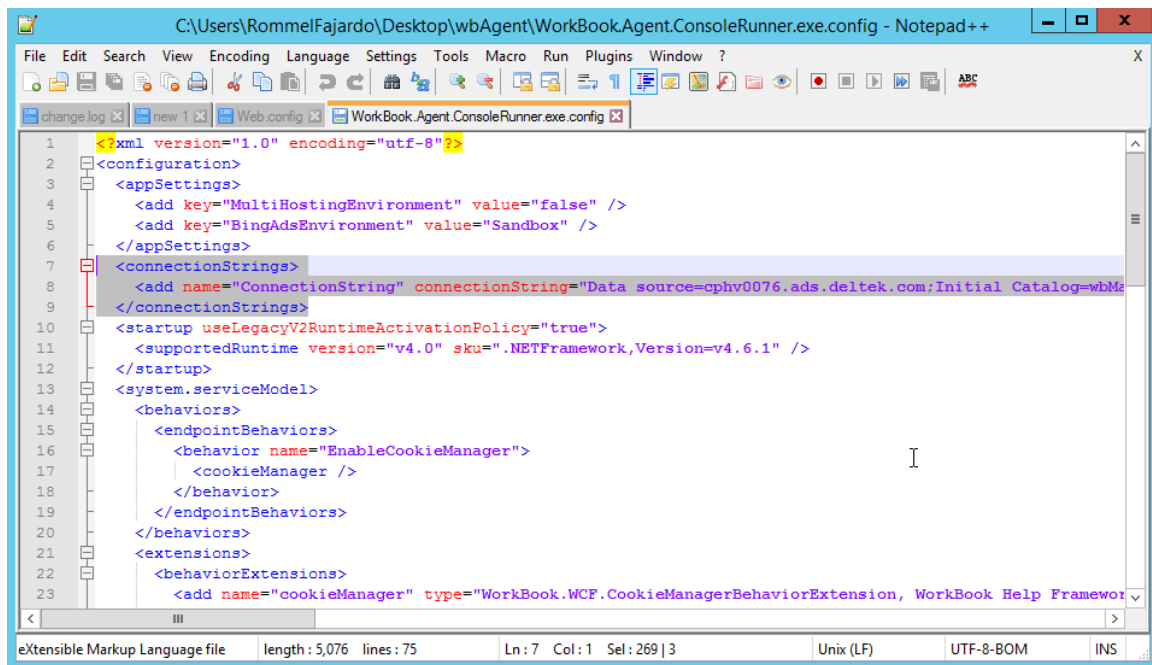 C:\Users\RommelFajardo\Desktop\wbAgent\WorkBook.Agent.ConsoleRunner.exe.config - Notepad++
File Edit Search View Encoding Language Settings Tools Macro Run Plugins Window ? X
ABC
change.log new 1 Web.config WorkBook.Agent.ConsoleRunner.exe.config
1 <?xml version="1.0" encoding="utf-8"?>
2 <configuration>
3 <appSettings>
4 <add key="MultiHostingEnvironment" value="false" />
5 <add key="BingAdsEnvironment" value="Sandbox" />
6 </appSettings>
7 <connectionStrings>
8 <add name="ConnectionString" connectionString="Data source=cphv0076.ads.deltek.com;Initial Catalog=wbMa
9 </connectionStrings>
10 <startup useLegacyV2RuntimeActivationPolicy="true">
11 <supportedRuntime version="v4.0" sku=".NETFramework,Version=v4.6.1" />
12 </startup>
13 <system.serviceModel>
14 <behaviors>
15 <endpointBehaviors>
16 <behavior name="EnableCookieManager">
17 <cookieManager />
18 </behavior>
19 </endpointBehaviors>
20 </behaviors>
21 <extensions>
22 <behaviorExtensions>
23 <add name="cookieManager" type="WorkBook.WCF.CookieManagerBehaviorExtension, WorkBook Help Framewor
eXtensible Markup Language file length : 5,076 lines : 75 Ln : 7 Col : 1 Sel : 269 | 3 Unix (LF) UTF-8-BOM INS